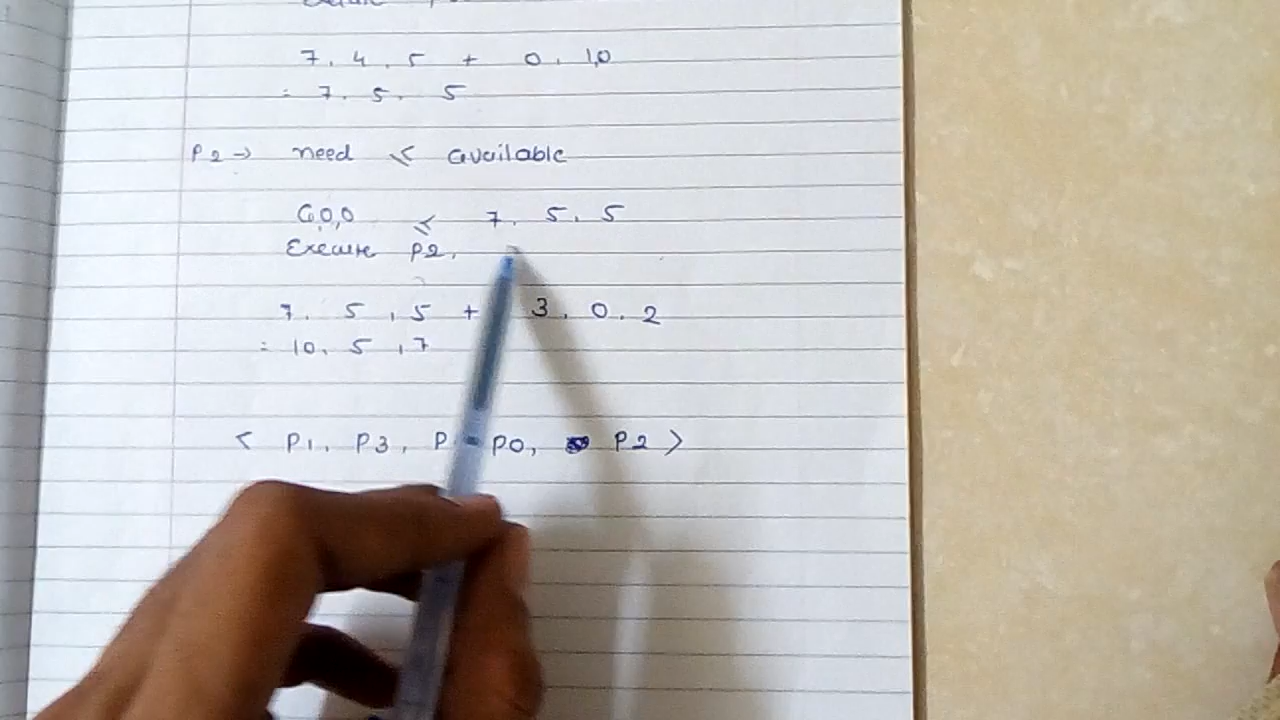 7. 4. 5 + 0. 1,0
= 7. 5. 5
P2 → need ≤ available
6,0,0 ≤ 7. 5. 5
Execute P2.
7. 5 , 5 + 3. 0. 2
= 10. 5 , 7
< P1, P3, P P0, P2 >